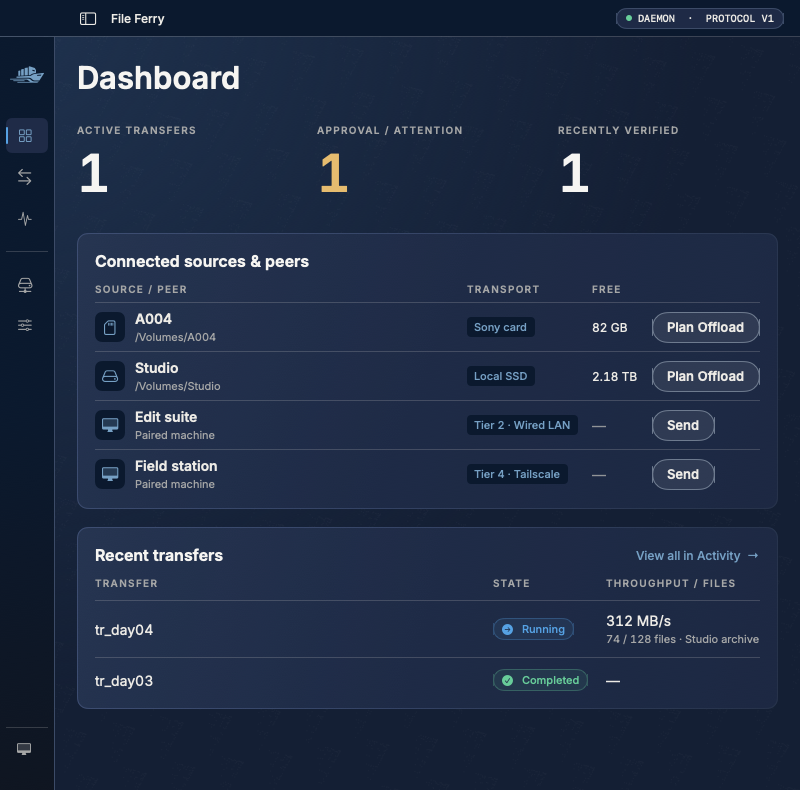 File Ferry
DAEMON · PROTOCOL V1
Dashboard
ACTIVE TRANSFERS
1
APPROVAL / ATTENTION
1
RECENTLY VERIFIED
1
Connected sources & peers
SOURCE / PEER TRANSPORT FREE
A004
/Volumes/A004
Sony card
82 GB
Plan Offload
Studio
/Volumes/Studio
Local SSD
2.18 TB
Plan Offload
Edit suite
Paired machine
Tier 2 · Wired LAN
—
Send
Field station
Paired machine
Tier 4 · Tailscale
—
Send
Recent transfers
View all in Activity →
TRANSFER STATE THROUGHPUT / FILES
tr_day04
Running
312 MB/s
74 / 128 files · Studio archive
tr_day03
Completed
—